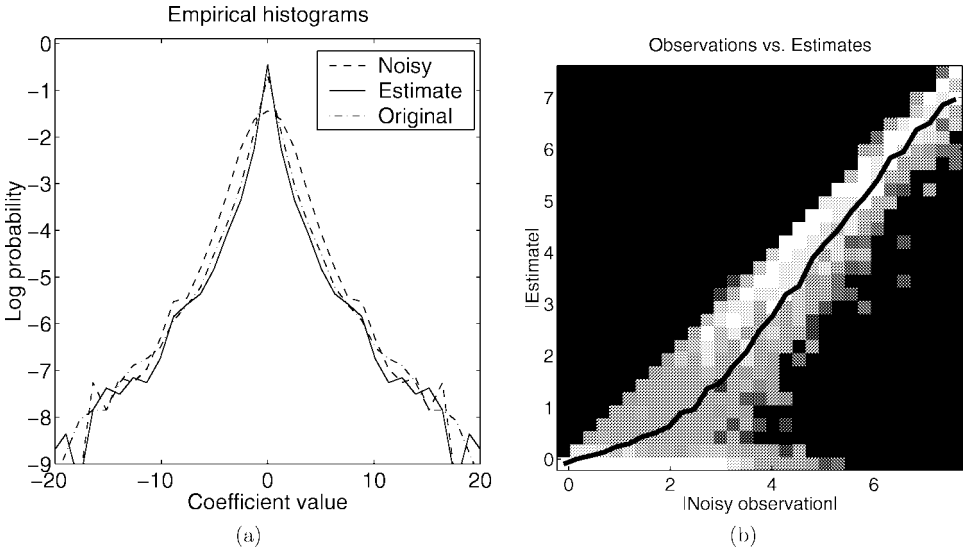 Empirical histograms
0
-1
-2
-3
-4
-5
-6
-7
-8
-9
Log probability
Noisy
Estimate
Original
-20
-10
0
10
20
Coefficient value
(a)
Observations vs. Estimates
7
6
5
4
3
2
1
0
|Estimate|
0
2
4
6
|Noisy observation|
(b)